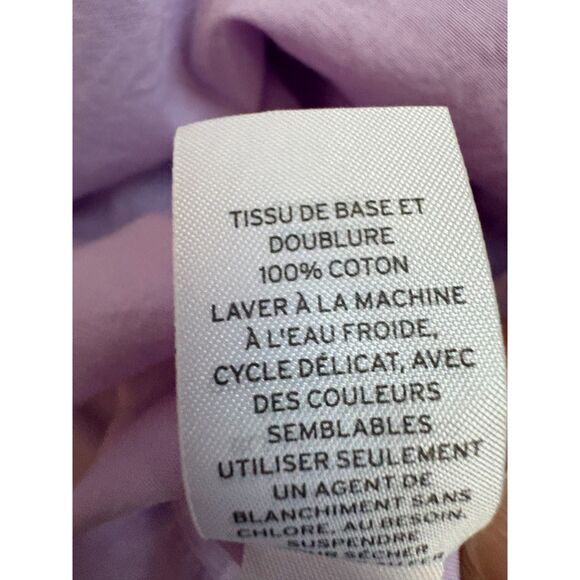 TISSU DE BASE ET
DOUBLURE
100% COTON
LAVER À LA MACHINE
À L'EAU FROIDE,
CYCLE DÉLICAT, AVEC
DES COULEURS
SEMBLABLES
UTILISER SEULEMENT
UN AGENT DE
BLANCHIMENT SANS
CHLORE, AU BESOIN.
SUSPENDRE
SÉCHER